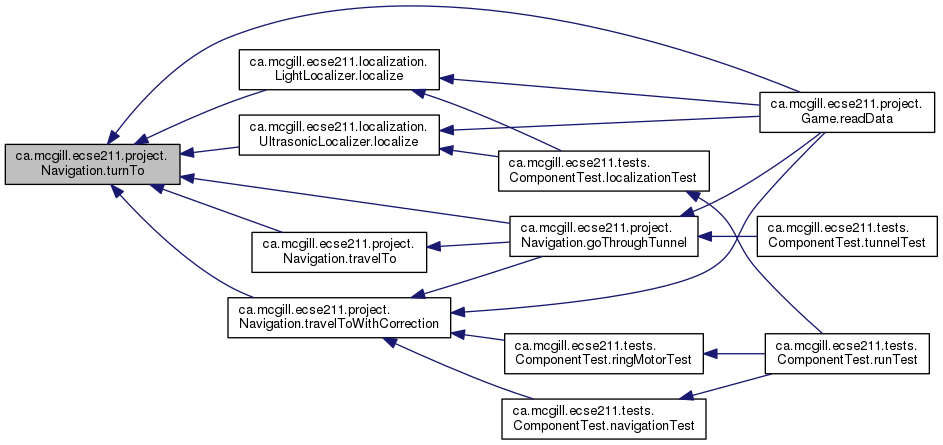 ca.mcgill.ecse211.project.
Navigation.turnTo
ca.mcgill.ecse211.localization.
LightLocalizer.localize
ca.mcgill.ecse211.localization.
UltrasonicLocalizer.localize
ca.mcgill.ecse211.project.
Navigation.travelTo
ca.mcgill.ecse211.project.
Navigation.travelToWithCorrection
ca.mcgill.ecse211.tests.
ComponentTest.localizationTest
ca.mcgill.ecse211.project.
Navigation.goThroughTunnel
ca.mcgill.ecse211.tests.
ComponentTest.ringMotorTest
ca.mcgill.ecse211.tests.
ComponentTest.navigationTest
ca.mcgill.ecse211.project.
Game.readData
ca.mcgill.ecse211.tests.
ComponentTest.tunnelTest
ca.mcgill.ecse211.tests.
ComponentTest.runTest